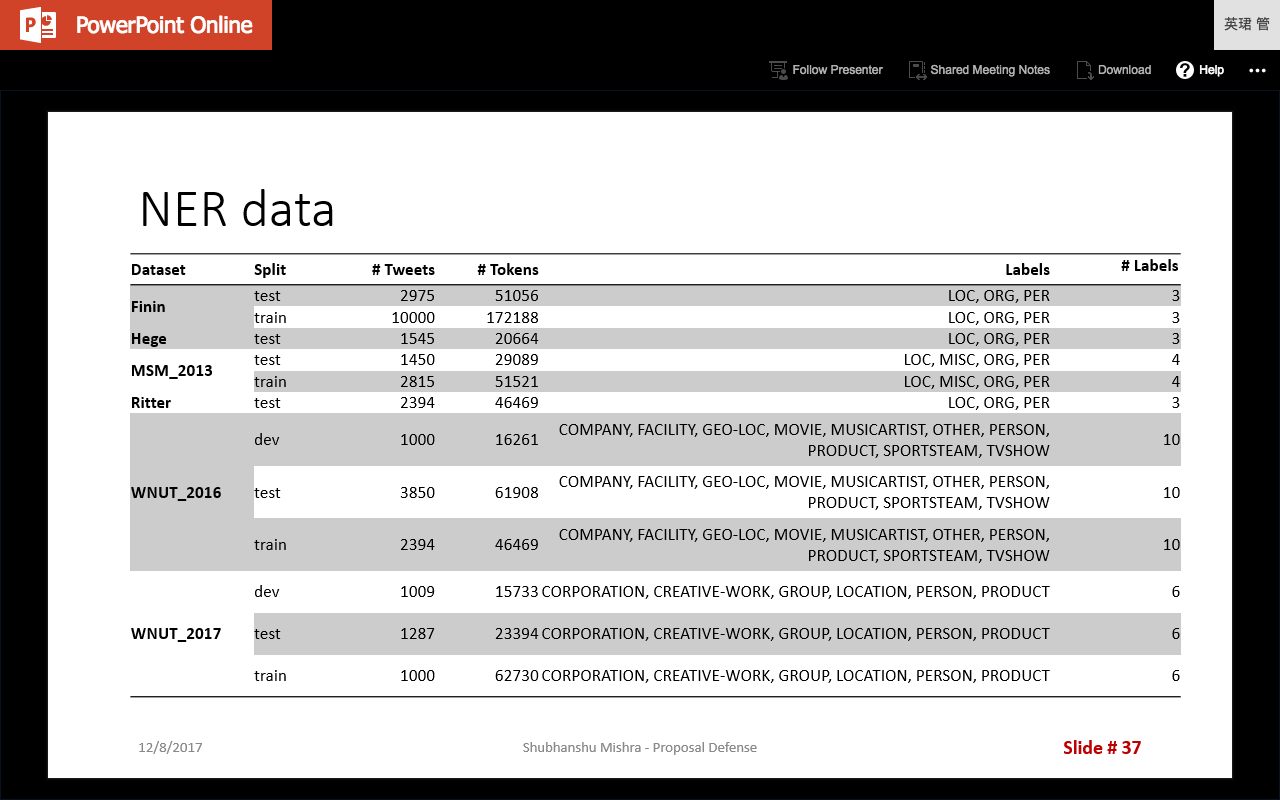 PowerPoint Online
英珺 管
Follow Presenter Shared Meeting Notes Download Help
NER data
Dataset Split # Tweets # Tokens Labels # Labels
Finin test 2975 51056 LOC, ORG, PER 3
train 10000 172188 LOC, ORG, PER 3
Hege test 1545 20664 LOC, ORG, PER 3
MSM_2013 test 1450 29089 LOC, MISC, ORG, PER 4
train 2815 51521 LOC, MISC, ORG, PER 4
Ritter test 2394 46469 LOC, ORG, PER 3
WNUT_2016 dev 1000 16261 COMPANY, FACILITY, GEO-LOC, MOVIE, MUSICARTIST, OTHER, PERSON, 10
PRODUCT, SPORTSTEAM, TVSHOW
test 3850 61908 COMPANY, FACILITY, GEO-LOC, MOVIE, MUSICARTIST, OTHER, PERSON, 10
PRODUCT, SPORTSTEAM, TVSHOW
train 2394 46469 COMPANY, FACILITY, GEO-LOC, MOVIE, MUSICARTIST, OTHER, PERSON, 10
PRODUCT, SPORTSTEAM, TVSHOW
WNUT_2017 dev 1009 15733 CORPORATION, CREATIVE-WORK, GROUP, LOCATION, PERSON, PRODUCT 6
test 1287 23394 CORPORATION, CREATIVE-WORK, GROUP, LOCATION, PERSON, PRODUCT 6
train 1000 62730 CORPORATION, CREATIVE-WORK, GROUP, LOCATION, PERSON, PRODUCT 6
12/8/2017 Shubhanshu Mishra - Proposal Defense Slide # 37